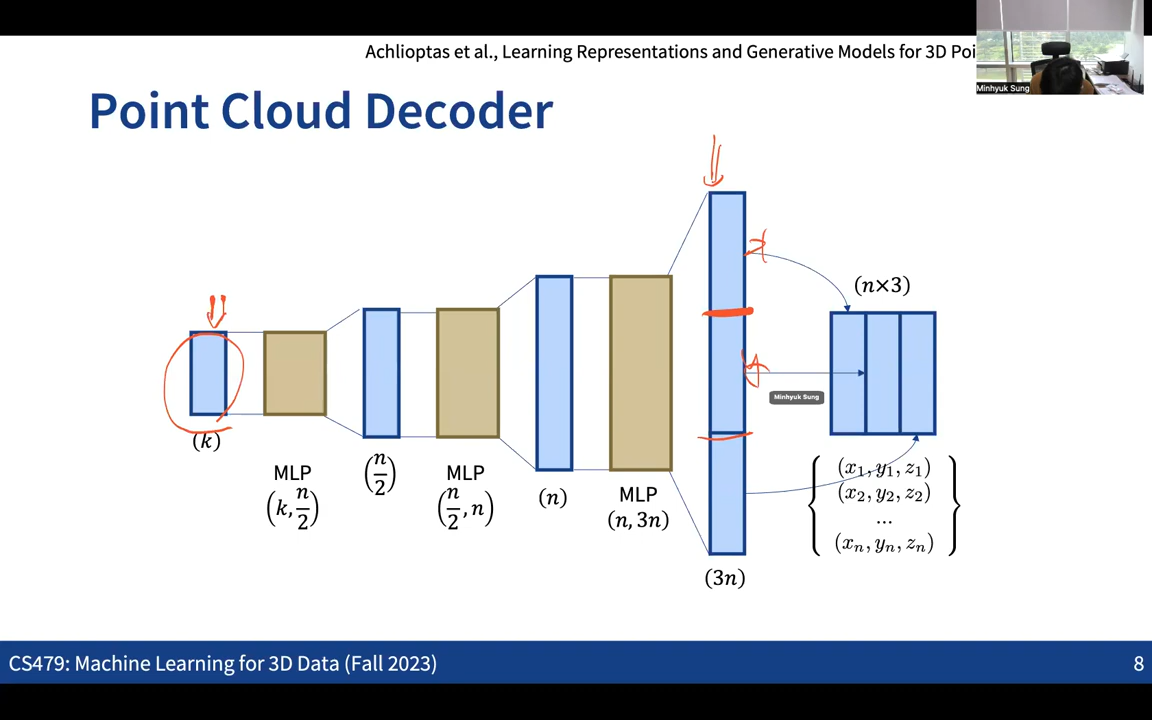 Achlioptas et al., Learning Representations and Generative Models for 3D Poi
Minhyuk Sung
Point Cloud Decoder
(n×3)
Minhyuk Sung
(k)
MLP
(k, n/2)
(n/2)
MLP
(n/2, n)
(n)
MLP
(n, 3n)
(3n)
(x₁, y₁, z₁)
(x₂, y₂, z₂)
...
(xₙ, yₙ, zₙ)
CS479: Machine Learning for 3D Data (Fall 2023)
8